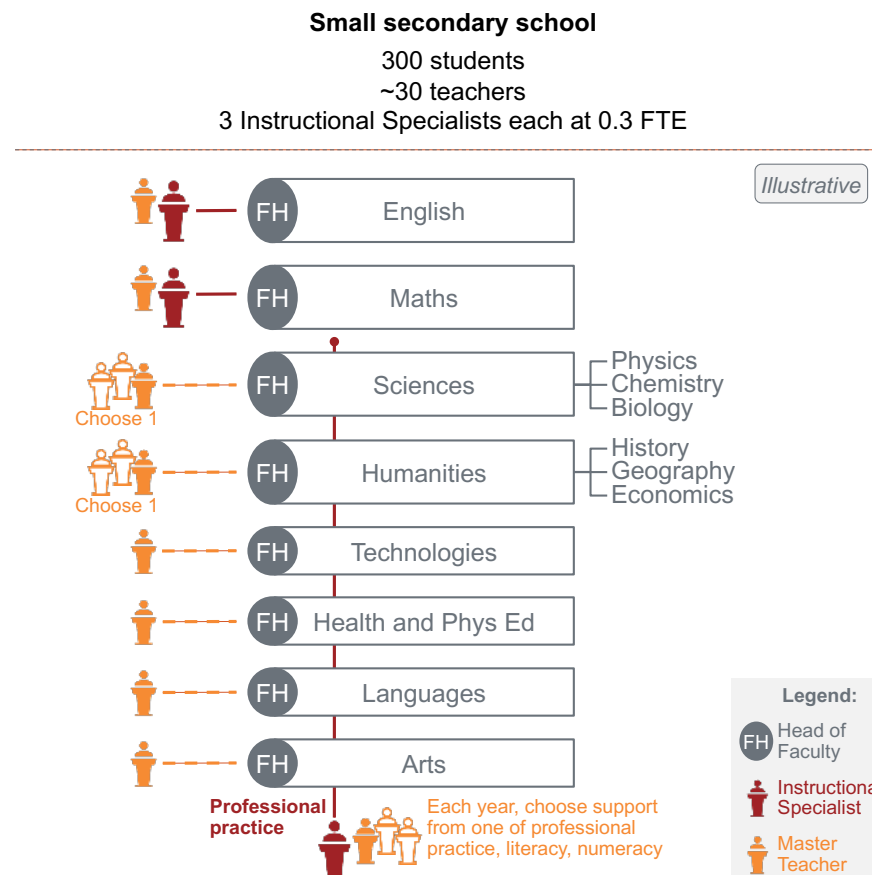 Small secondary school
300 students
~30 teachers
3 Instructional Specialists each at 0.3 FTE
Illustrative
FH English
FH Maths
FH Sciences
Physics
Chemistry
Biology
Choose 1
FH Humanities
History
Geography
Economics
Choose 1
FH Technologies
FH Health and Phys Ed
FH Languages
FH Arts
Professional
practice
Each year, choose support
from one of professional
practice, literacy, numeracy
Legend:
FH Head of
Faculty
Instructiona
Specialist
Master
Teacher